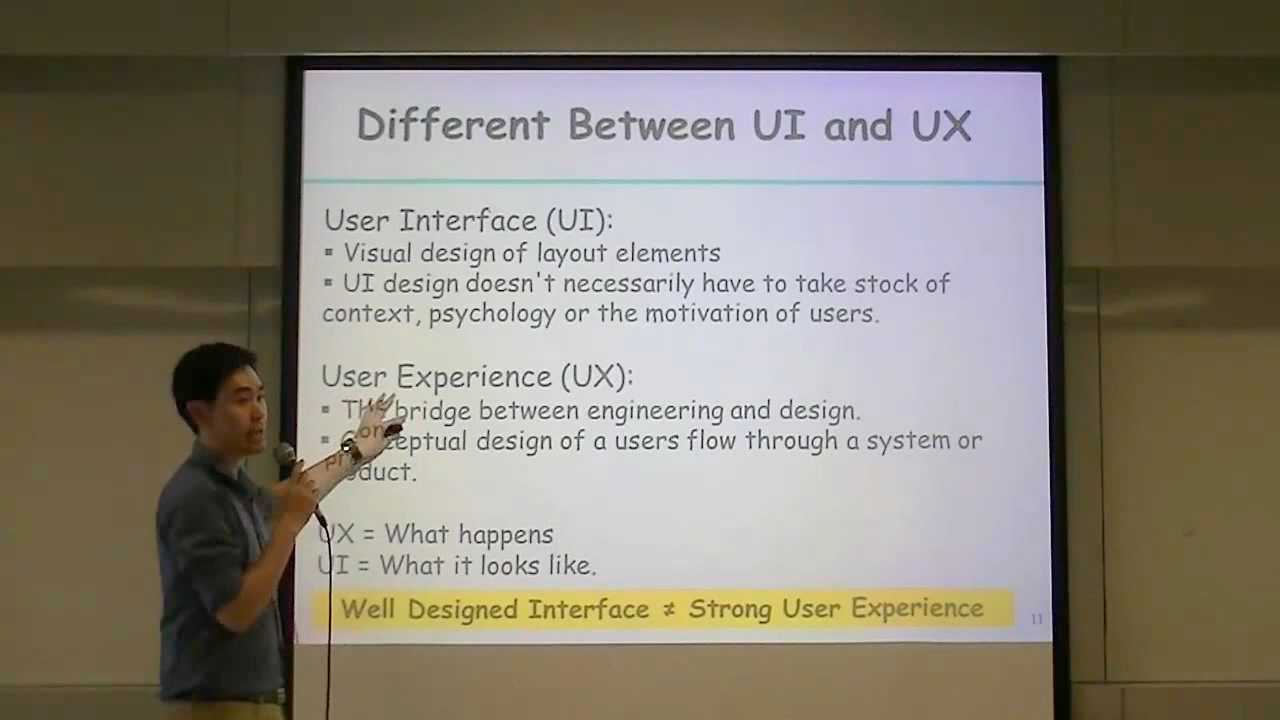 Different Between UI and UX
User Interface (UI):
▪ Visual design of layout elements
▪ UI design doesn't necessarily have to take stock of
context, psychology or the motivation of users.
User Experience (UX):
▪ The bridge between engineering and design.
▪ Conceptual design of a users flow through a system or
product.
UX = What happens
UI = What it looks like.
Well Designed Interface ≠ Strong User Experience
11